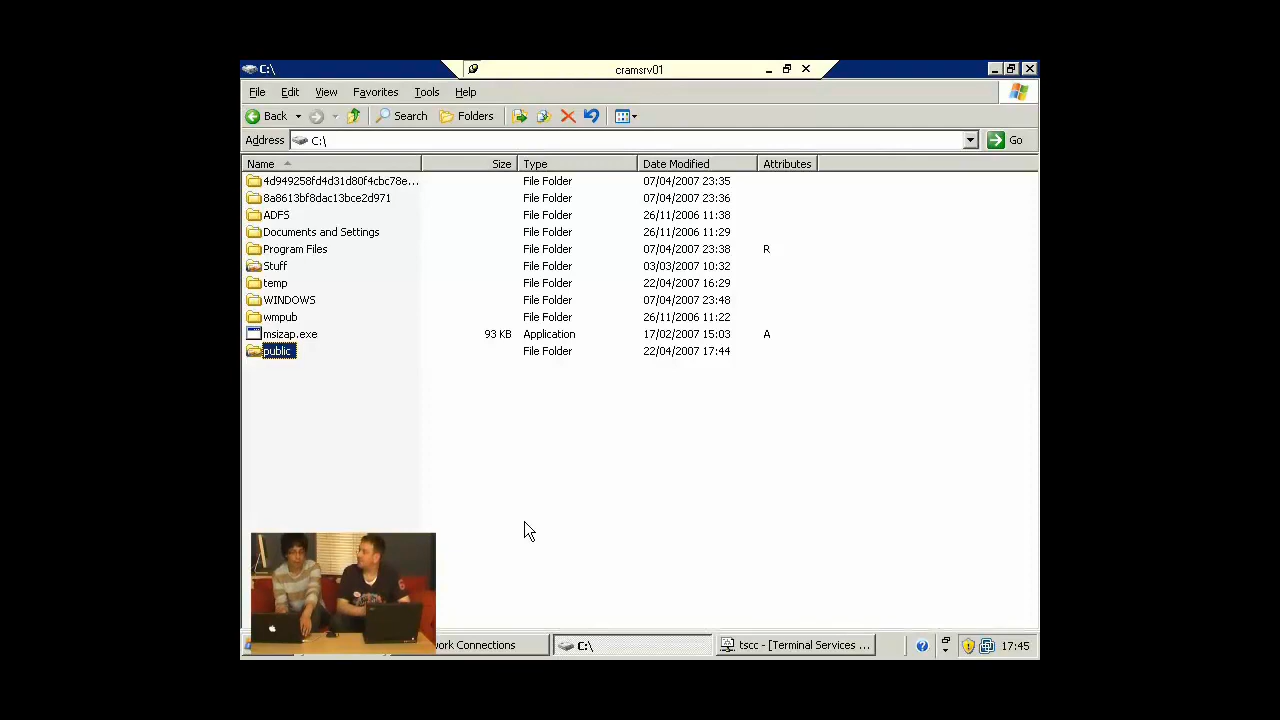 C:\
cramsrv01
File Edit View Favorites Tools Help
Back Search Folders
Address C:\ Go
Name Size Type Date Modified Attributes
4d949258fd4d31d80f4cbc78e... File Folder 07/04/2007 23:35
8a8613bf8dac13bce2d971 File Folder 07/04/2007 23:36
ADFS File Folder 26/11/2006 11:38
Documents and Settings File Folder 26/11/2006 11:29
Program Files File Folder 07/04/2007 23:38 R
Stuff File Folder 03/03/2007 10:32
temp File Folder 22/04/2007 16:29
WINDOWS File Folder 07/04/2007 23:48
wmpub File Folder 26/11/2006 11:22
msizap.exe 93 KB Application 17/02/2007 15:03 A
public File Folder 22/04/2007 17:44
work Connections C:\ tscc - [Terminal Services ... 17:45